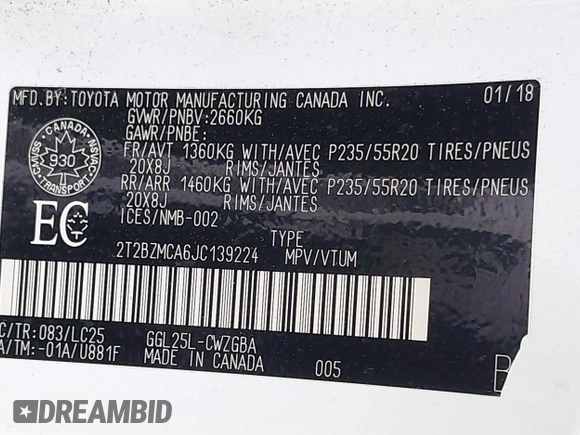 MFD.BY:TOYOTA MOTOR MANUFACTURING CANADA INC. 01/18
GVWR/PNBV:2660KG
GAWR/PNBE:
FR/AVT 1360KG WITH/AVEC P235/55R20 TIRES/PNEUS
20X8J RIMS/JANTES
RR/ARR 1460KG WITH/AVEC P235/55R20 TIRES/PNEUS
20X8J RIMS/JANTES
ICES/NMB-002
CANADA
CMVSS
930
NSVAC
TRANSPORT
EC
TYPE
2T2BZMCA6JC139224 MPV/VTUM
C/TR:083/LC25 GGL25L-CWZGBA
A/TM:-01A/U881F MADE IN CANADA 005
B
DREAMBID